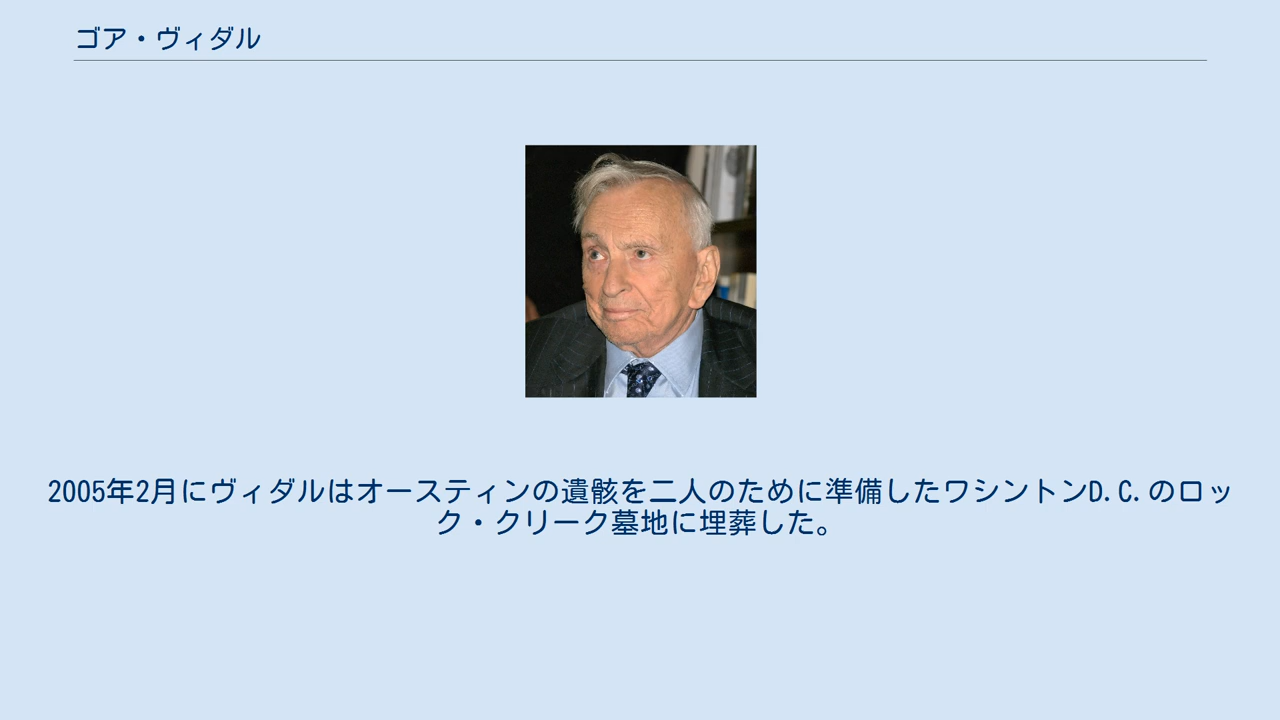 ゴア・ヴィダル
2005年2月にヴィダルはオースティンの遺骸を二人のために準備したワシントンD.C.のロッ
ク・クリーク墓地に埋葬した。